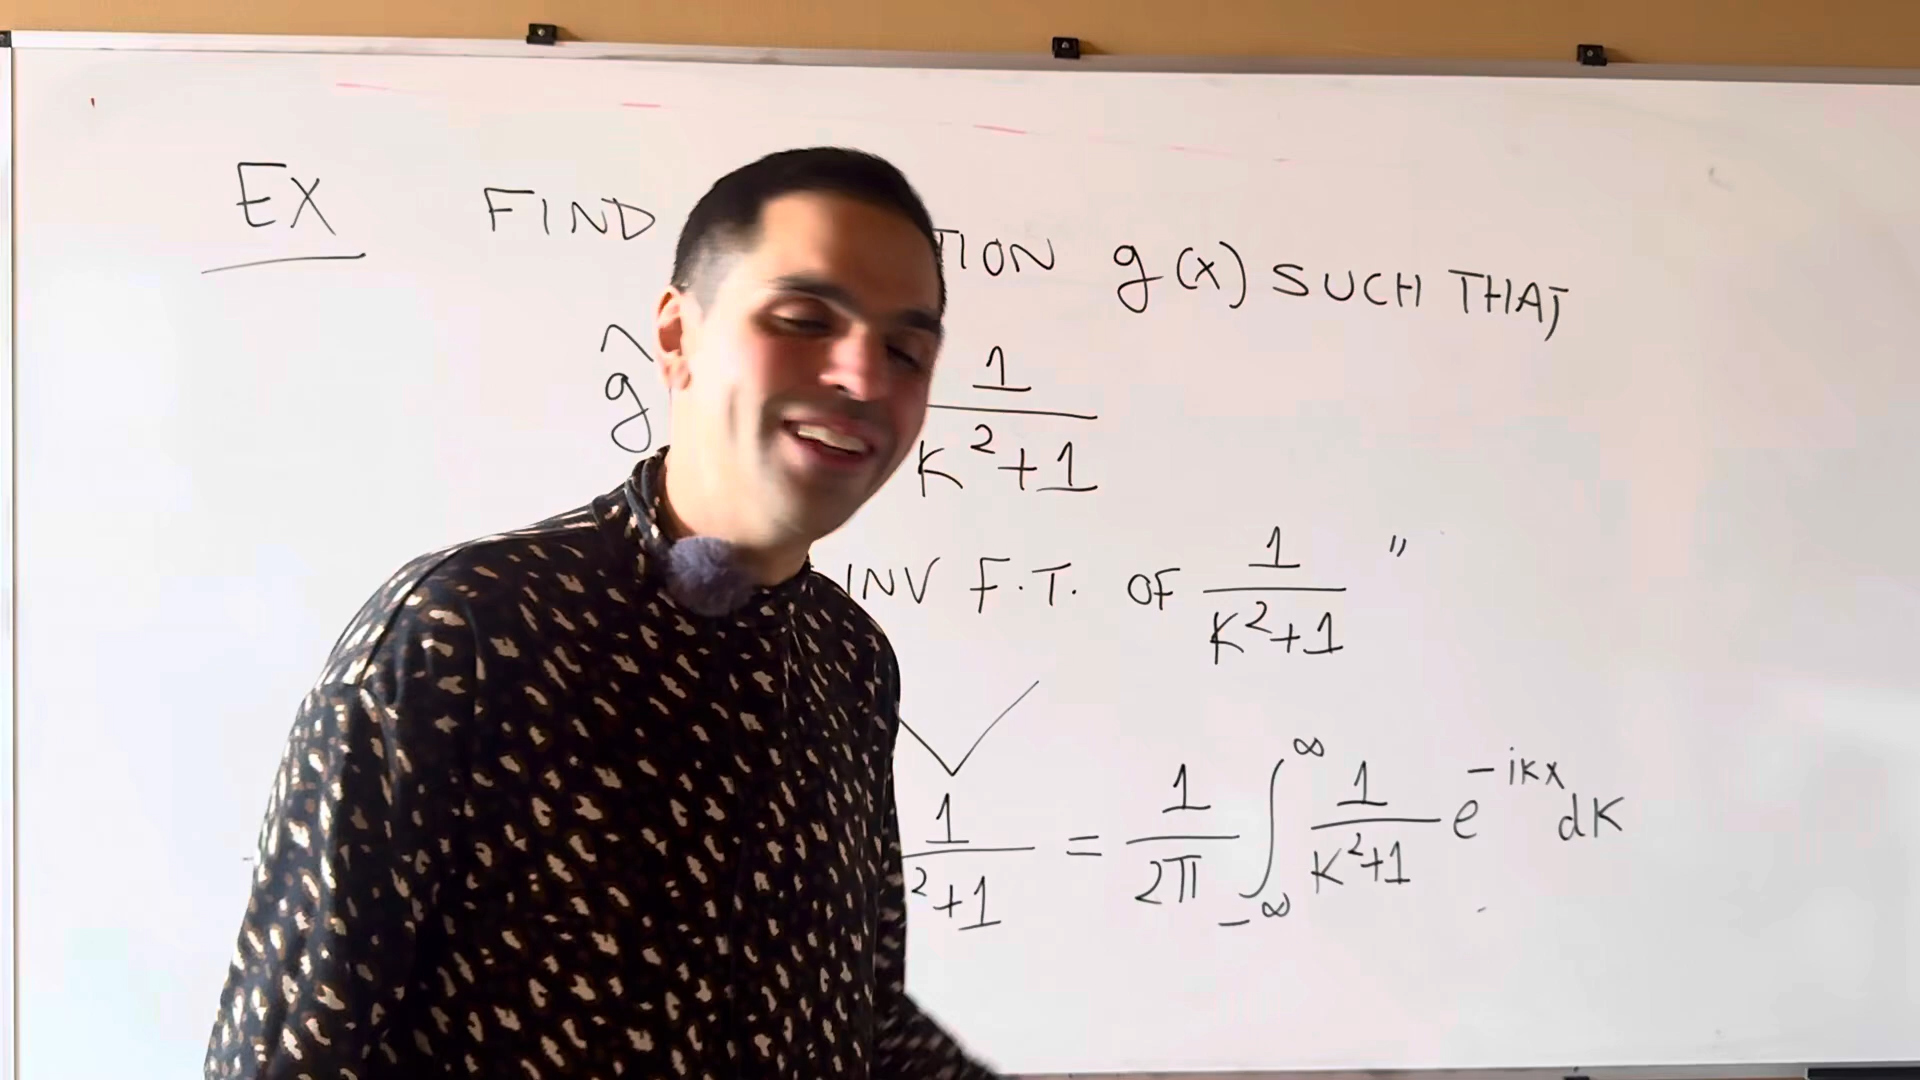 EX FIND TION g(x) SUCH THAT
ĝ 1/(K²+1)
INV F.T. OF 1/(K²+1) "
1/( ²+1) = 1/(2π) ∫_{-∞}^{∞} 1/(K²+1) e^{-iKx} dK